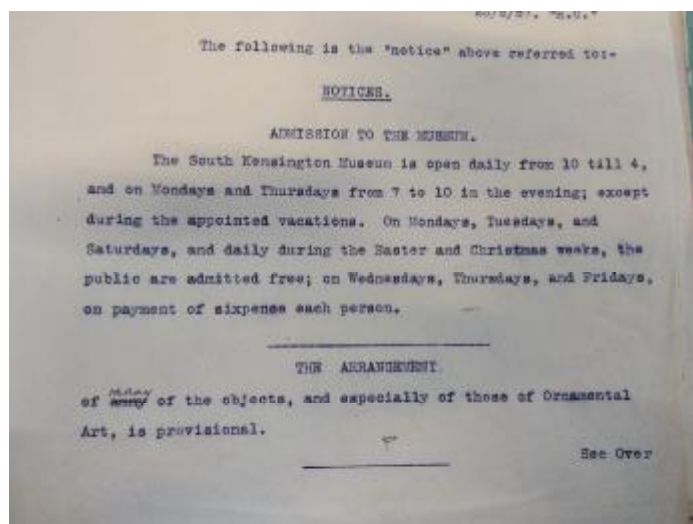 The following is the "notice" above referred to:-
NOTICES.
ADMISSION TO THE MUSEUM.
The South Kensington Museum is open daily from 10 till 4,
and on Mondays and Thursdays from 7 to 10 in the evening; except
during the appointed vacations. On Mondays, Tuesdays, and
Saturdays, and daily during the Easter and Christmas weeks, the
public are admitted free; on Wednesdays, Thursdays, and Fridays,
on payment of sixpense each person.
THE ARRANGEMENT
many
of of the objects, and especially of those of Ornamental
Art, is provisional.
See Over